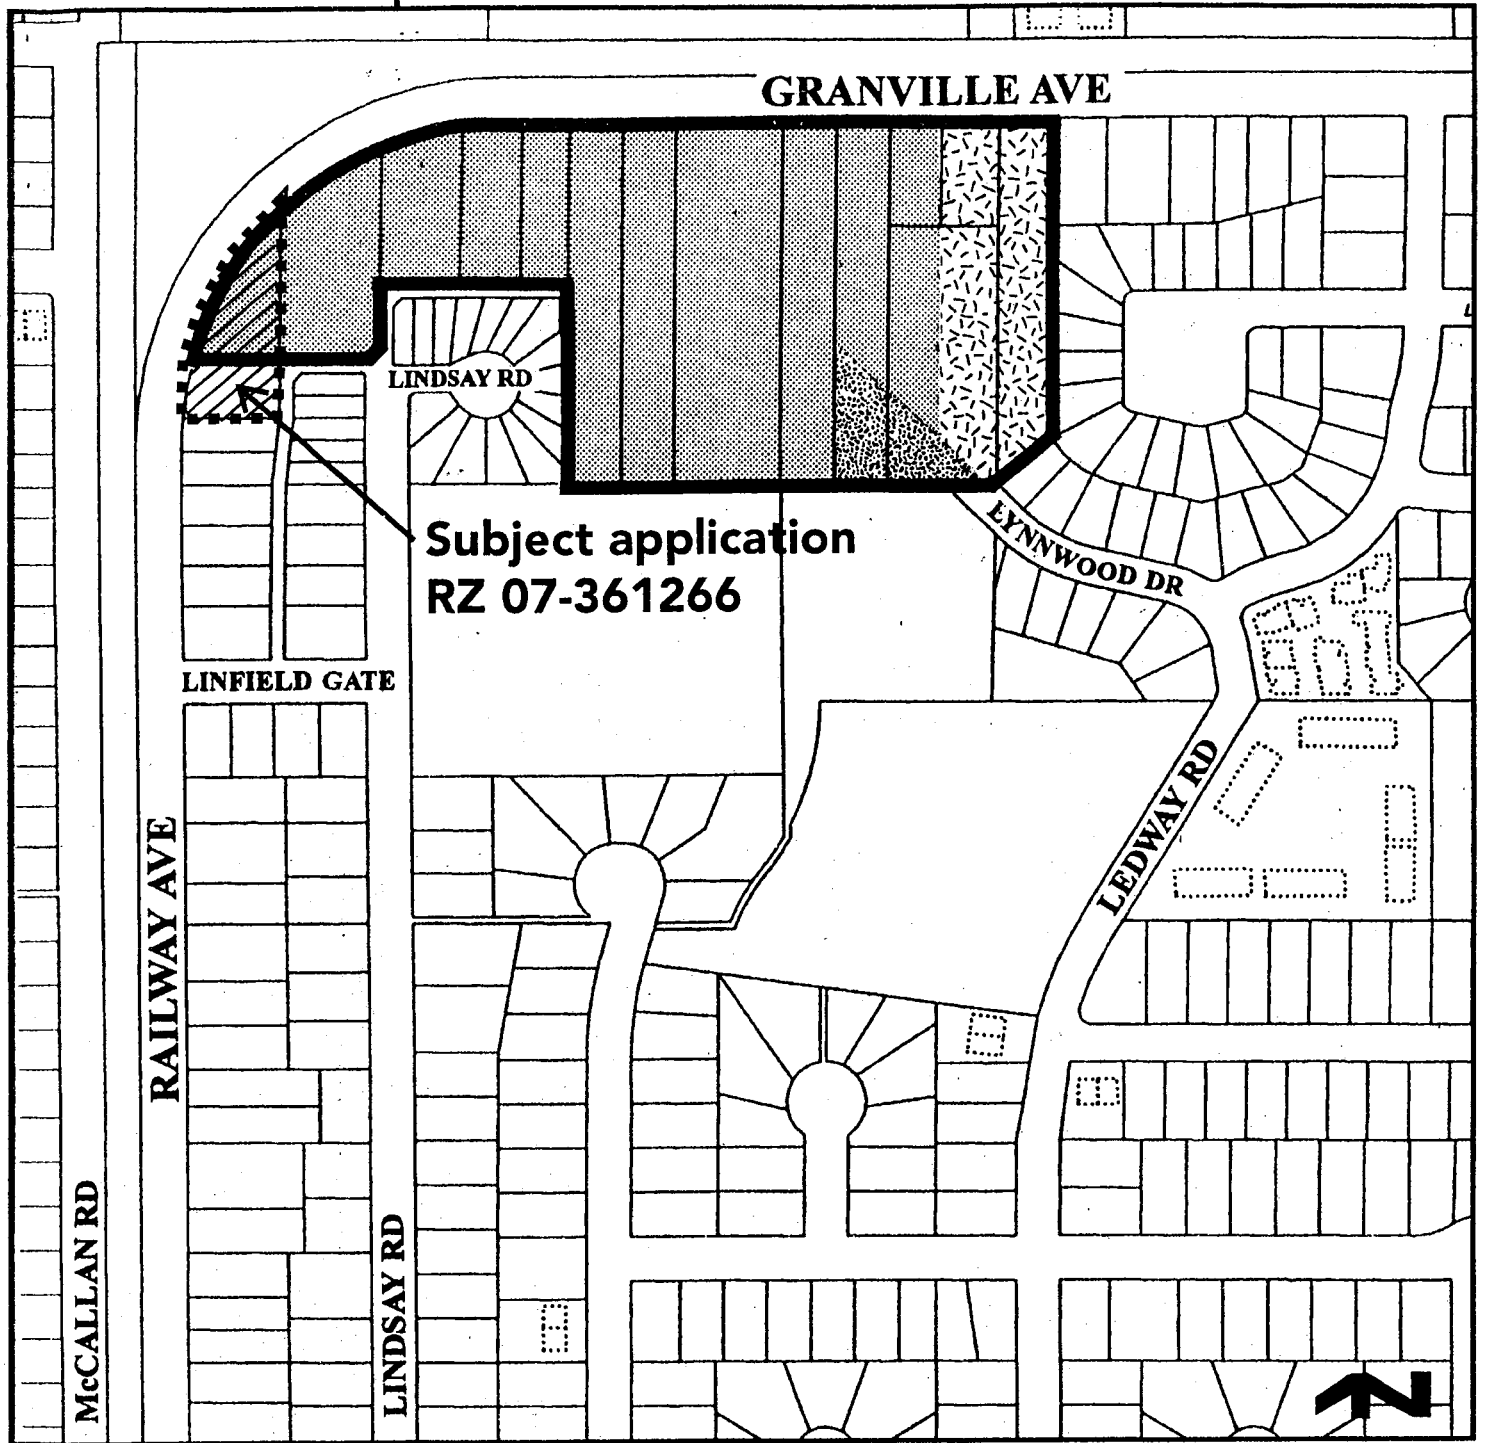 GRANVILLE AVE
LINDSAY RD
Subject application
RZ 07-361266
LYNNWOOD DR
LINFIELD GATE
LEDWAY RD
RAILWAY AVE
McCALLAN RD
LINDSAY RD